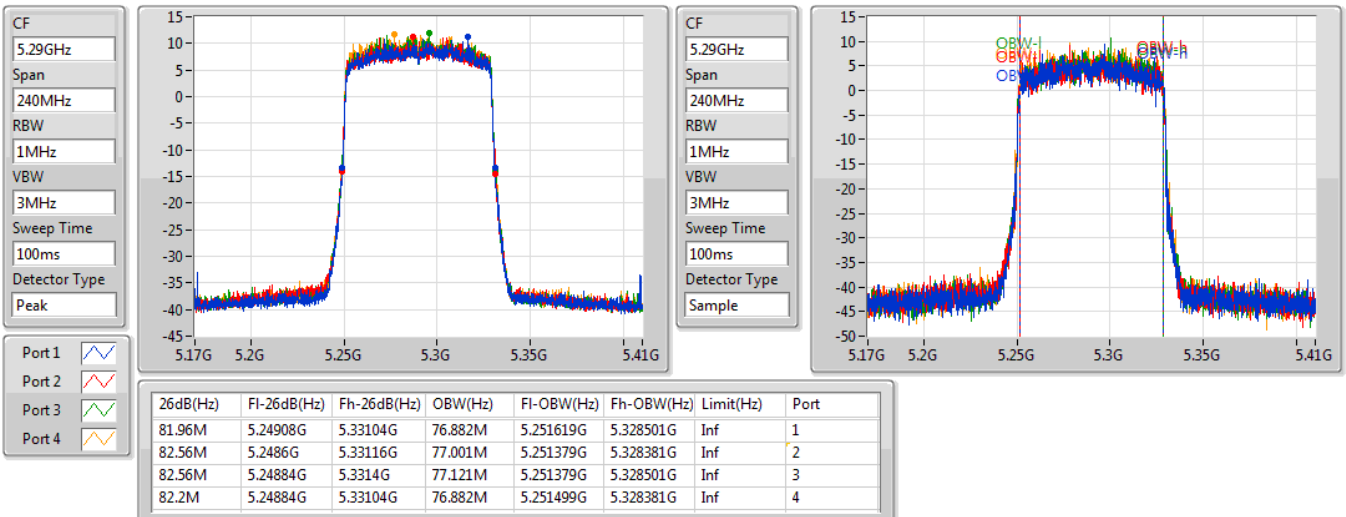 CF
5.29GHz
Span
240MHz
RBW
1MHz
VBW
3MHz
Sweep Time
100ms
Detector Type
Peak
15
10
5
0
-5
-10
-15
-20
-25
-30
-35
-40
-45
5.17G 5.2G 5.25G 5.3G 5.35G 5.41G
CF
5.29GHz
Span
240MHz
RBW
1MHz
VBW
3MHz
Sweep Time
100ms
Detector Type
Sample
15
10
5
0
-5
-10
-15
-20
-25
-30
-35
-40
-45
-50
OBW-l
OBW-h
5.17G 5.2G 5.25G 5.3G 5.35G 5.41G
Port 1
Port 2
Port 3
Port 4
26dB(Hz) Fl-26dB(Hz) Fh-26dB(Hz) OBW(Hz) Fl-OBW(Hz) Fh-OBW(Hz) Limit(Hz) Port
81.96M 5.24908G 5.33104G 76.882M 5.251619G 5.328501G Inf 1
82.56M 5.2486G 5.33116G 77.001M 5.251379G 5.328381G Inf 2
82.56M 5.24884G 5.3314G 77.121M 5.251379G 5.328501G Inf 3
82.2M 5.24884G 5.33104G 76.882M 5.251499G 5.328381G Inf 4